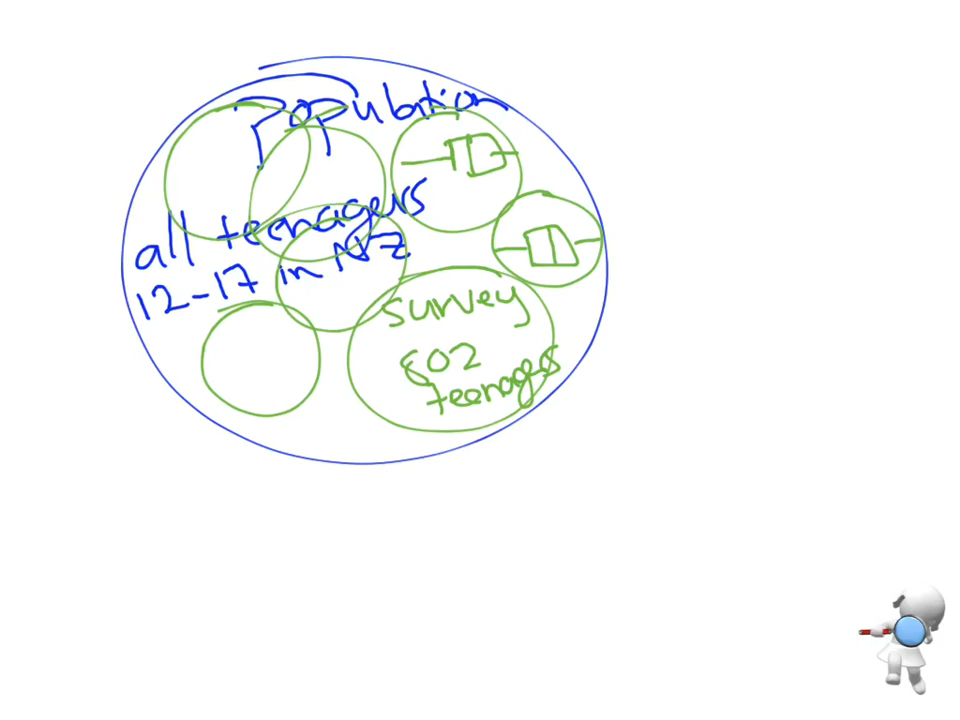 Population
all teenagers
12-17 in NZ
survey
802
teenagers